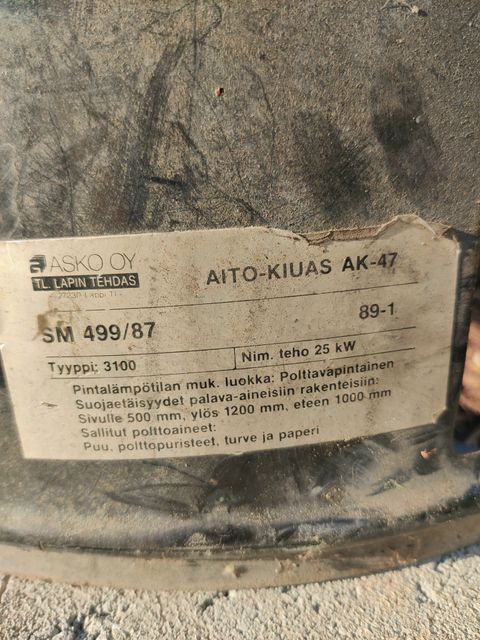 ASKO OY
TL. LAPIN TEHDAS
AITO-KIUAS AK-47
SM 499/87
89-1
Tyyppi: 3100
Nim. teho 25 kW
Pintalämpötilan muk. luokka: Polttavapintainen
Suojaetäisyydet palava-aineisiin rakenteisiin:
Sivulle 500 mm, ylös 1200 mm, eteen 1000 mm
Sallitut polttoaineet:
Puu, polttopuristeet, turve ja paperi